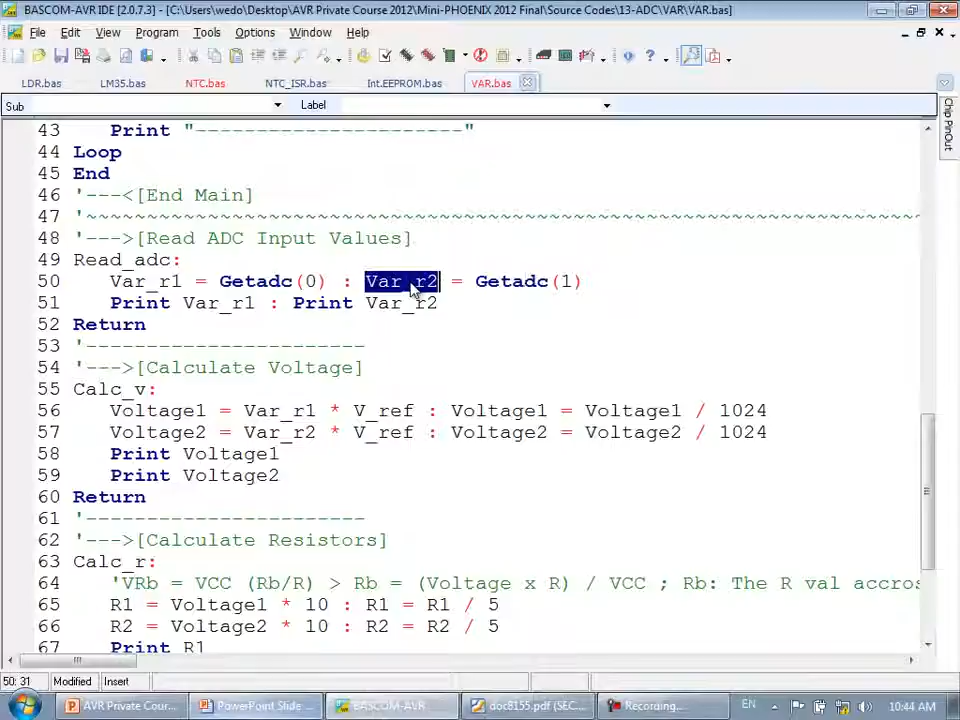 BASCOM-AVR IDE [2.0.7.3] - [C:\Users\wedo\Desktop\AVR Private Course 2012\Mini-PHOENIX 2012 Final\Source Codes\13-ADC\VAR\VAR.bas]
File Edit View Program Tools Options Window Help
LDR.bas LM35.bas NTC.bas NTC_ISR.bas Int.EEPROM.bas VAR.bas
Sub Label
Chip PinOut
43 Print "----------------------"
44 Loop
45 End
46 '---<[End Main]
47 '~~~~~~~~~~~~~~~~~~~~~~~~~~~~~~~~~~~~~~~~~~~~~~~~~~~~~~
48 '--->[Read ADC Input Values]
49 Read_adc:
50 Var_r1 = Getadc(0) : Var_r2 = Getadc(1)
51 Print Var_r1 : Print Var_r2
52 Return
53 '-----------------------
54 '--->[Calculate Voltage]
55 Calc_v:
56 Voltage1 = Var_r1 * V_ref : Voltage1 = Voltage1 / 1024
57 Voltage2 = Var_r2 * V_ref : Voltage2 = Voltage2 / 1024
58 Print Voltage1
59 Print Voltage2
60 Return
61 '-----------------------
62 '--->[Calculate Resistors]
63 Calc_r:
64 'VRb = VCC (Rb/R) > Rb = (Voltage x R) / VCC ; Rb: The R val accros
65 R1 = Voltage1 * 10 : R1 = R1 / 5
66 R2 = Voltage2 * 10 : R2 = R2 / 5
67 Print R1
50: 31 Modified Insert
AVR Private Cour... PowerPoint Slide ... BASCOM-AVR doc8155.pdf (SEC... Recording... EN 10:44 AM